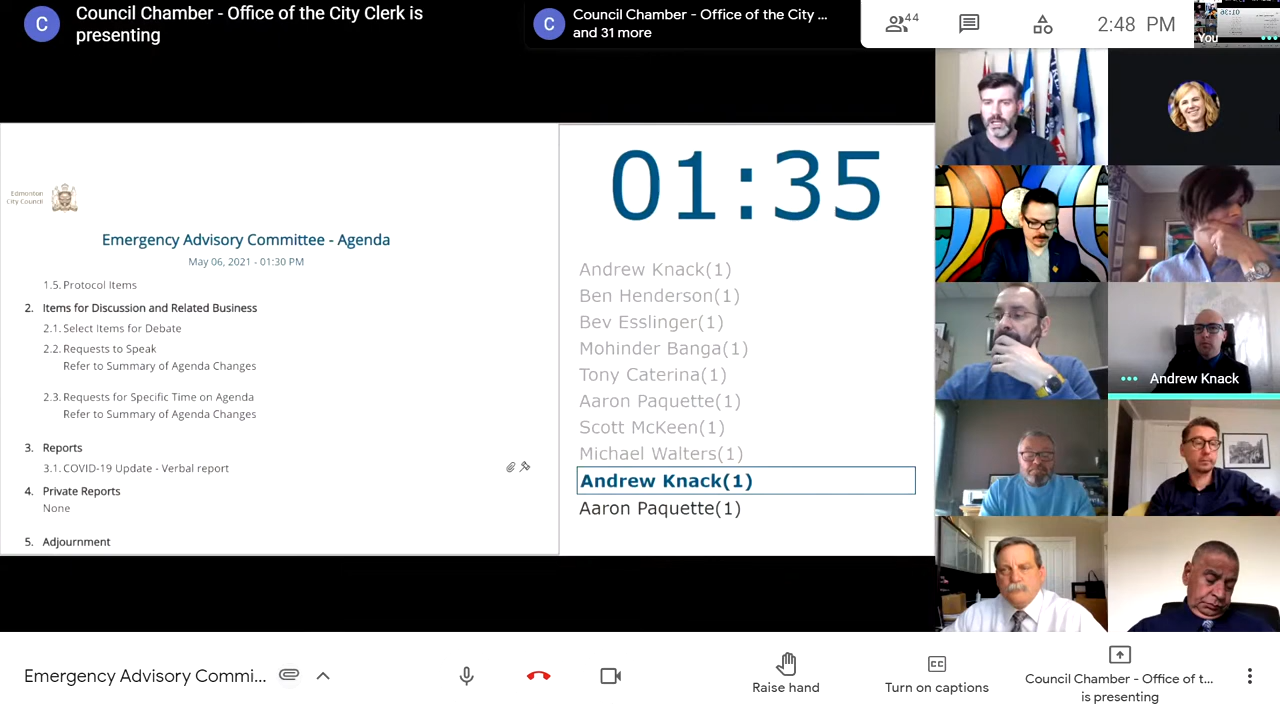 C
Council Chamber - Office of the City Clerk is
presenting
C
Council Chamber - Office of the City ...
and 31 more
44
2:48 PM
You
Edmonton
City Council
Emergency Advisory Committee - Agenda
May 06, 2021 - 01:30 PM
1.5. Protocol Items
2. Items for Discussion and Related Business
2.1. Select Items for Debate
2.2. Requests to Speak
Refer to Summary of Agenda Changes
2.3. Requests for Specific Time on Agenda
Refer to Summary of Agenda Changes
3. Reports
3.1. COVID-19 Update - Verbal report
4. Private Reports
None
5. Adjournment
01:35
Andrew Knack(1)
Ben Henderson(1)
Bev Esslinger(1)
Mohinder Banga(1)
Tony Caterina(1)
Aaron Paquette(1)
Scott McKeen(1)
Michael Walters(1)
Andrew Knack(1)
Aaron Paquette(1)
Andrew Knack
Emergency Advisory Commi...
Raise hand
CC
Turn on captions
Council Chamber - Office of t...
is presenting